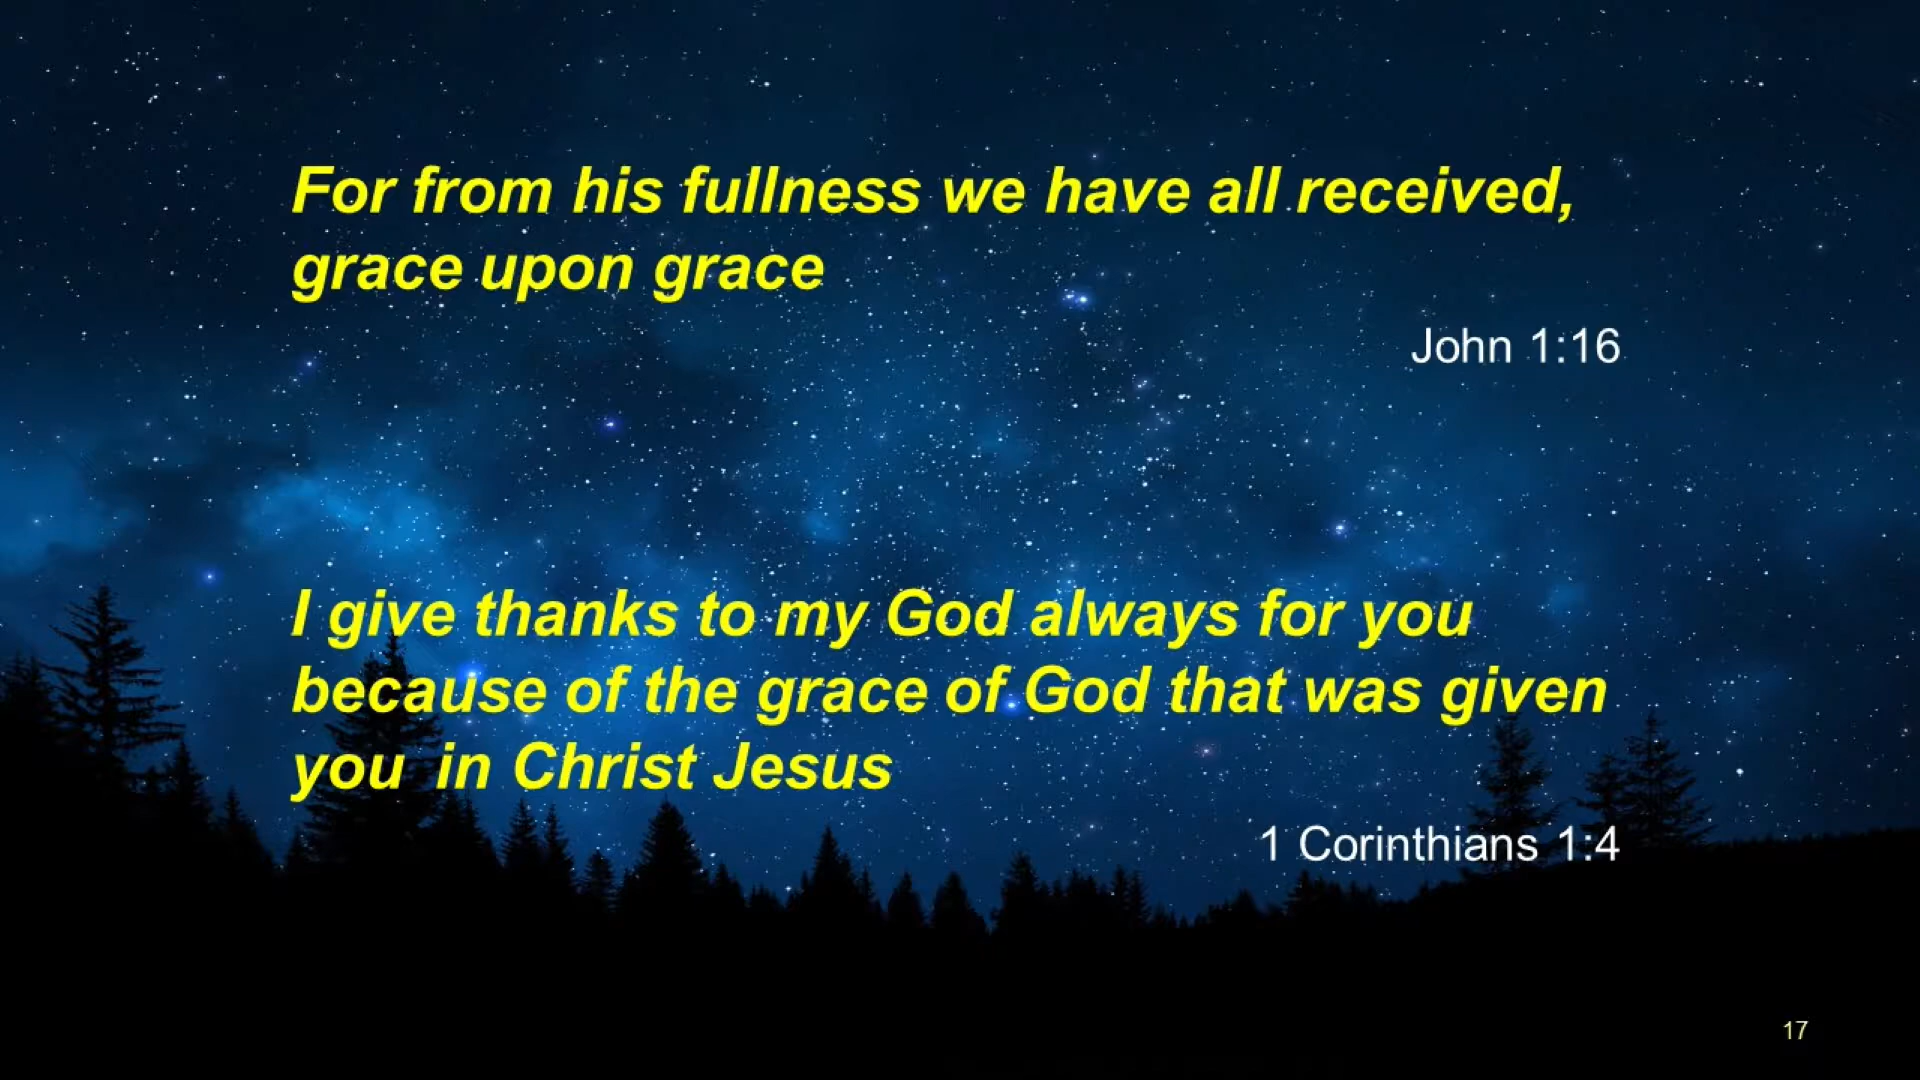 For from his fullness we have all received,
grace upon grace
John 1:16
I give thanks to my God always for you
because of the grace of God that was given
you  in Christ Jesus
1 Corinthians 1:4
17